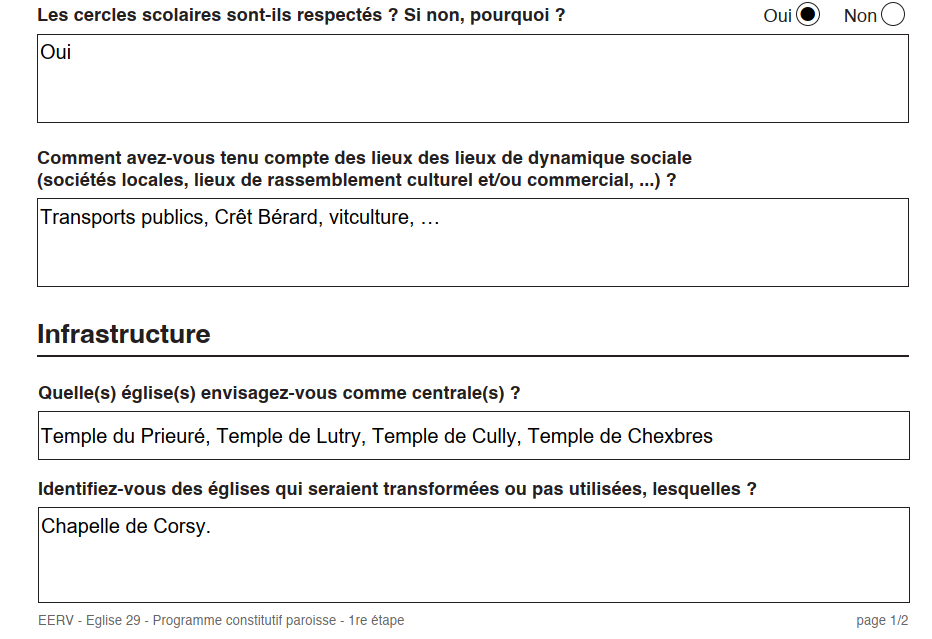 Les cercles scolaires sont-ils respectés ? Si non, pourquoi ? Oui Non
Oui
Comment avez-vous tenu compte des lieux des lieux de dynamique sociale
(sociétés locales, lieux de rassemblement culturel et/ou commercial, ...) ?
Transports publics, Crêt Bérard, vitculture, …
Infrastructure
Quelle(s) église(s) envisagez-vous comme centrale(s) ?
Temple du Prieuré, Temple de Lutry, Temple de Cully, Temple de Chexbres
Identifiez-vous des églises qui seraient transformées ou pas utilisées, lesquelles ?
Chapelle de Corsy.
EERV - Eglise 29 - Programme constitutif paroisse - 1re étape page 1/2